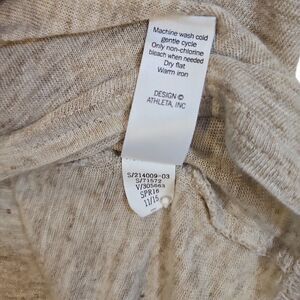 Machine wash cold
gentle cycle
Only non-chlorine
bleach when needed
Dry flat
Warm iron
DESIGN ©
ATHLETA, INC
S/214009-03
S/71572
V/305663
SPR16
11/15